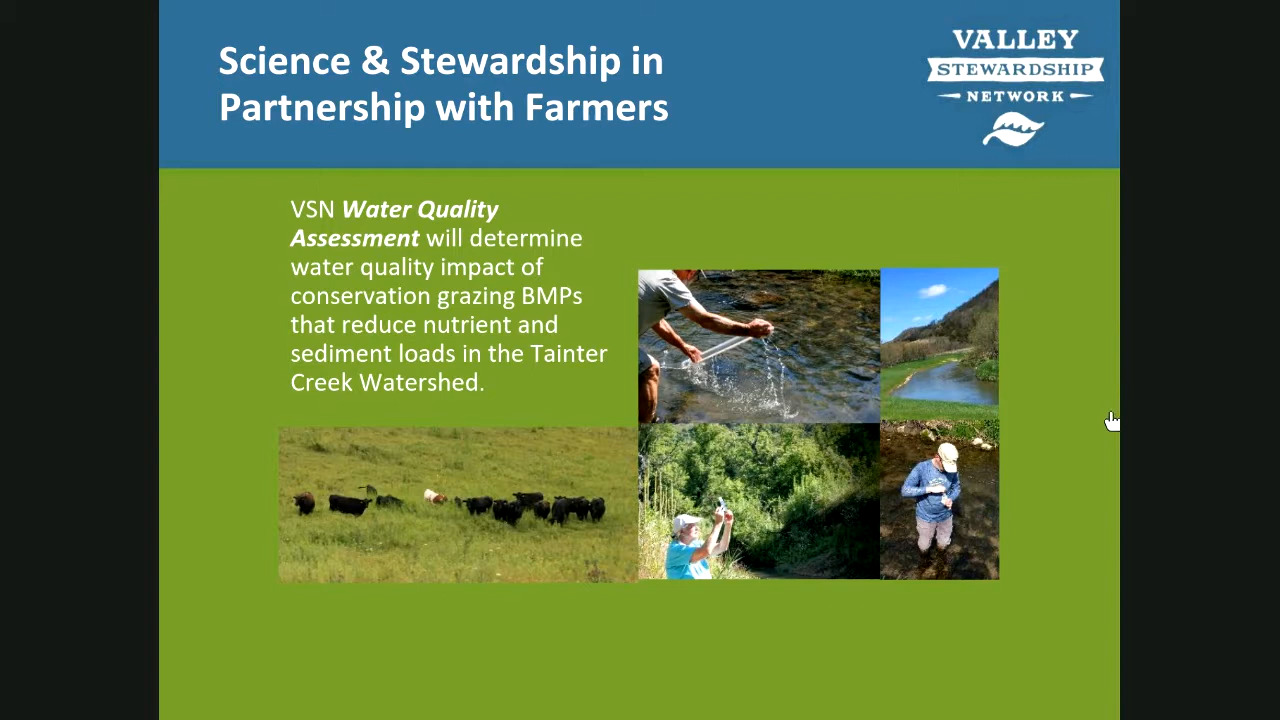 Science & Stewardship in
Partnership with Farmers
VALLEY
STEWARDSHIP
NETWORK
VSN Water Quality
Assessment will determine
water quality impact of
conservation grazing BMPs
that reduce nutrient and
sediment loads in the Tainter
Creek Watershed.